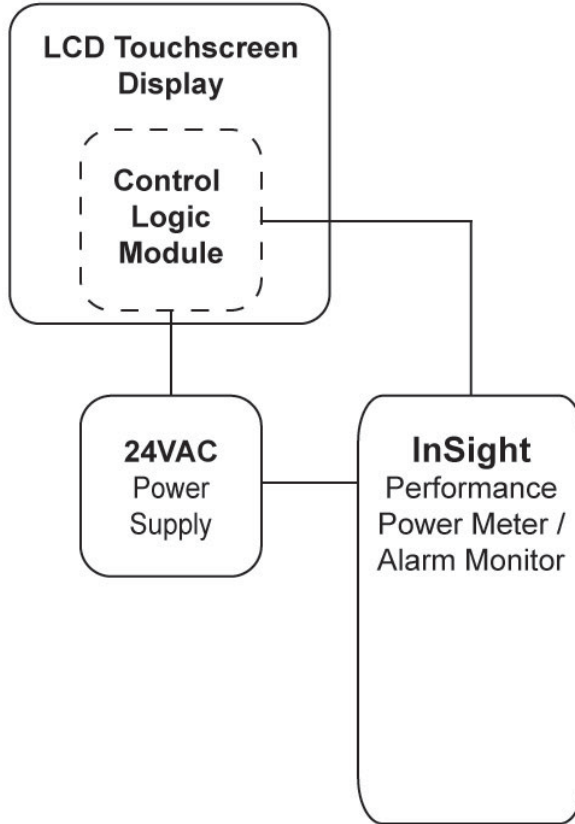 LCD Touchscreen
Display
Control
Logic
Module
24VAC
Power
Supply
InSight
Performance
Power Meter /
Alarm Monitor